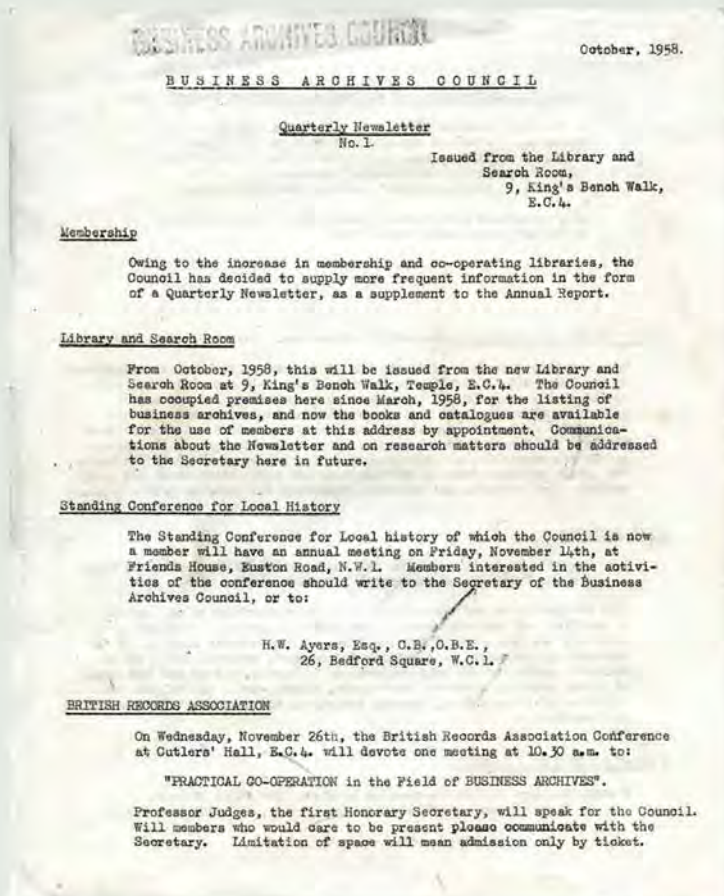 BUSINESS ARCHIVES COUNCIL
October, 1958.
BUSINESS ARCHIVES COUNCIL
Quarterly Newsletter
No.1.
Issued from the Library and
Search Room,
9, King's Bench Walk,
E.C.4.
Membership
Owing to the increase in membership and co-operating libraries, the
Council has decided to supply more frequent information in the form
of a Quarterly Newsletter, as a supplement to the Annual Report.
Library and Search Room
From October, 1958, this will be issued from the new Library and
Search Room at 9, King's Bench Walk, Temple, E.C.4. The Council
has occupied premises here since March, 1958, for the listing of
business archives, and now the books and catalogues are available
for the use of members at this address by appointment. Communica-
tions about the Newsletter and on research matters should be addressed
to the Secretary here in future.
Standing Conference for Local History
The Standing Conference for Local history of which the Council is now
a member will have an annual meeting on Friday, November 14th, at
Friends House, Euston Road, N.W.1. Members interested in the activi-
ties of the conference should write to the Secretary of the Business
Archives Council, or to:
H.W. Ayers, Esq., C.B.,O.B.E.,
26, Bedford Square, W.C.1.
BRITISH RECORDS ASSOCIATION
On Wednesday, November 26th, the British Records Association Conference
at Cutlers' Hall, E.C.4. will devote one meeting at 10.30 a.m. to:
"PRACTICAL CO-OPERATION in the Field of BUSINESS ARCHIVES".
Professor Judges, the first Honorary Secretary, will speak for the Council.
Will members who would care to be present please communicate with the
Secretary. Limitation of space will mean admission only by ticket.